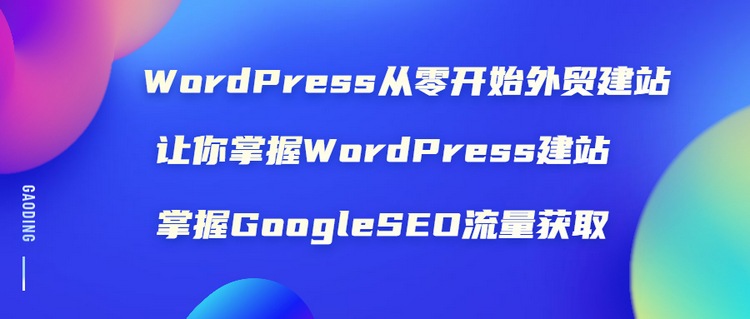 WordPress从零开始外贸建站
让你掌握WordPress建站
掌握GoogleSEO流量获取
GAODING